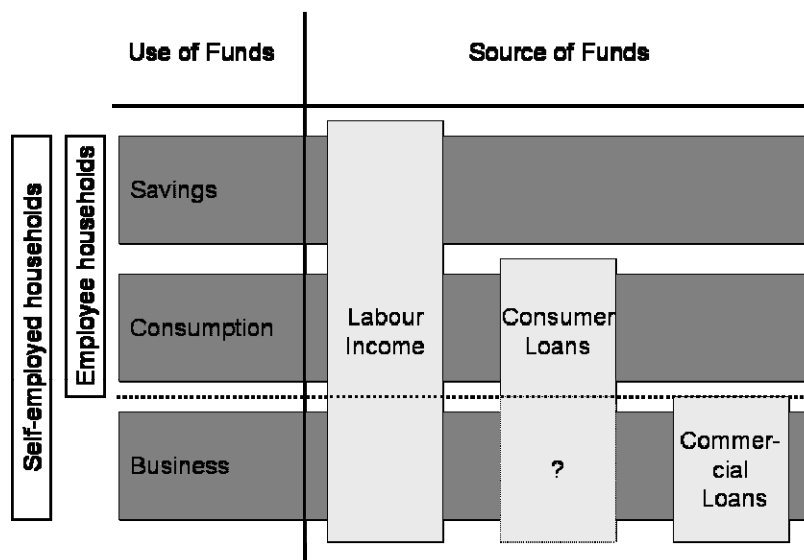 Use of Funds
Source of Funds
Self-employed households
Employee households
Savings
Consumption
Labour
Income
Consumer
Loans
Business
?
Commer-
cial
Loans